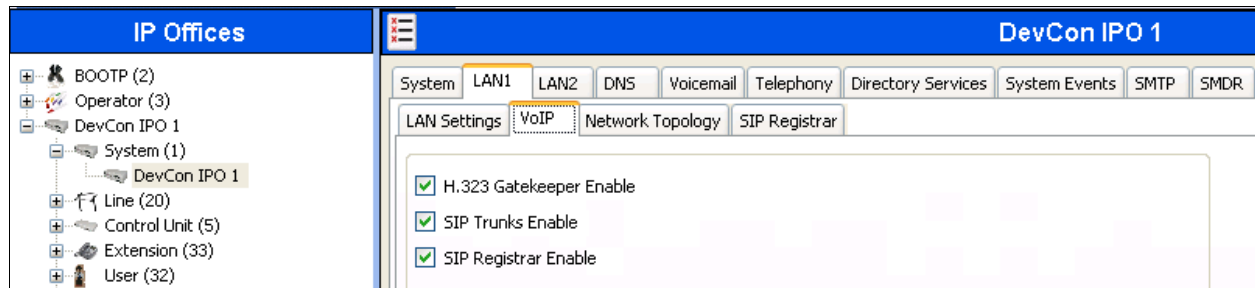 IP Offices
BOOTP (2)
Operator (3)
DevCon IPO 1
System (1)
DevCon IPO 1
Line (20)
Control Unit (5)
Extension (33)
User (32)
DevCon IPO 1
System LAN1 LAN2 DNS Voicemail Telephony Directory Services System Events SMTP SMDR
LAN Settings VoIP Network Topology SIP Registrar
H.323 Gatekeeper Enable
SIP Trunks Enable
SIP Registrar Enable